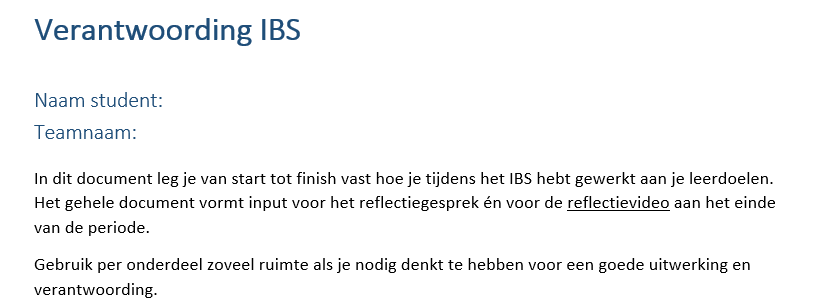 Verantwoording IBS
Naam student:
Teamnaam:
In dit document leg je van start tot finish vast hoe je tijdens het IBS hebt gewerkt aan je leerdoelen.
Het gehele document vormt input voor het reflectiegesprek én voor de reflectievideo aan het einde
van de periode.
Gebruik per onderdeel zoveel ruimte als je nodig denkt te hebben voor een goede uitwerking en
verantwoording.